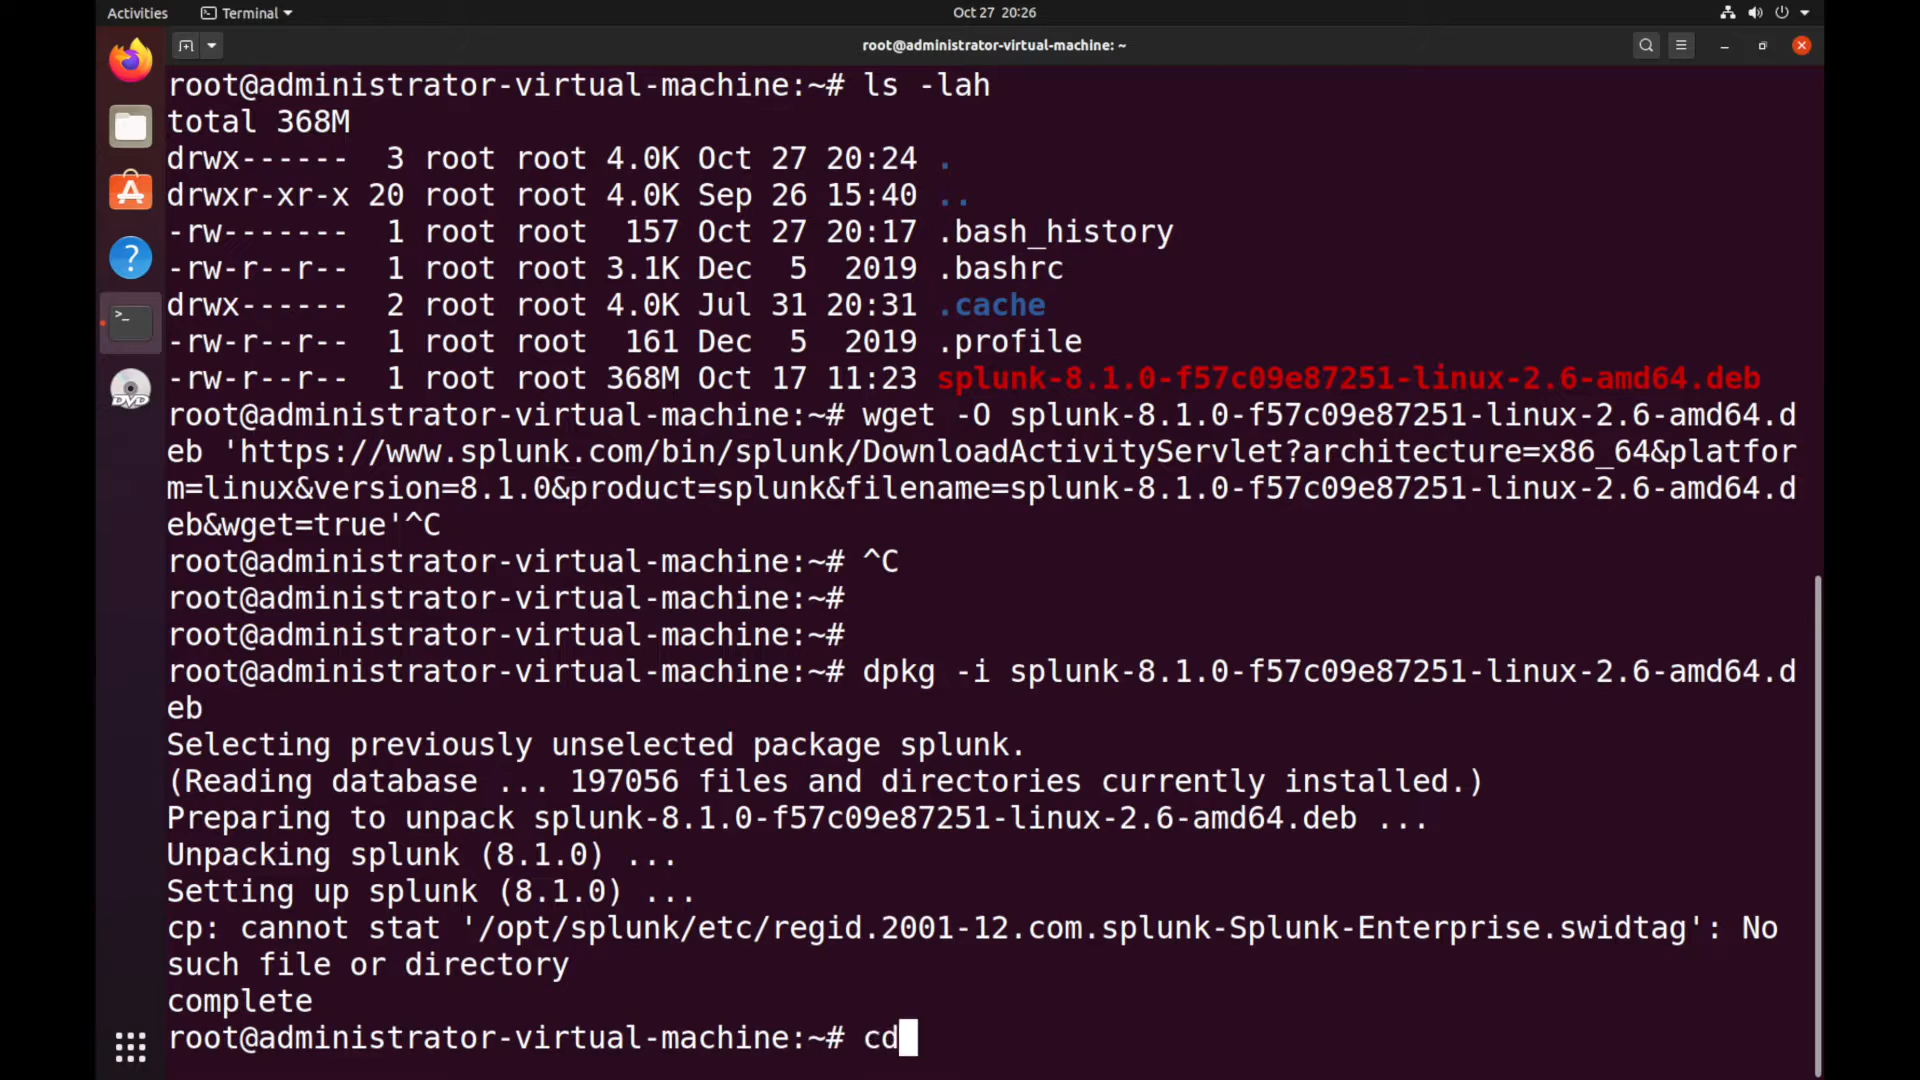 Activities Terminal Oct 27 20:26
root@administrator-virtual-machine: ~
root@administrator-virtual-machine:~# ls -lah
total 368M
drwx------  3 root root 4.0K Oct 27 20:24 .
drwxr-xr-x 20 root root 4.0K Sep 26 15:40 ..
-rw-------  1 root root  157 Oct 27 20:17 .bash_history
-rw-r--r--  1 root root 3.1K Dec  5  2019 .bashrc
drwx------  2 root root 4.0K Jul 31 20:31 .cache
-rw-r--r--  1 root root  161 Dec  5  2019 .profile
-rw-r--r--  1 root root 368M Oct 17 11:23 splunk-8.1.0-f57c09e87251-linux-2.6-amd64.deb
root@administrator-virtual-machine:~# wget -O splunk-8.1.0-f57c09e87251-linux-2.6-amd64.d
eb 'https://www.splunk.com/bin/splunk/DownloadActivityServlet?architecture=x86_64&platfor
m=linux&version=8.1.0&product=splunk&filename=splunk-8.1.0-f57c09e87251-linux-2.6-amd64.d
eb&wget=true'^C
root@administrator-virtual-machine:~# ^C
root@administrator-virtual-machine:~#
root@administrator-virtual-machine:~#
root@administrator-virtual-machine:~# dpkg -i splunk-8.1.0-f57c09e87251-linux-2.6-amd64.d
eb
Selecting previously unselected package splunk.
(Reading database ... 197056 files and directories currently installed.)
Preparing to unpack splunk-8.1.0-f57c09e87251-linux-2.6-amd64.deb ...
Unpacking splunk (8.1.0) ...
Setting up splunk (8.1.0) ...
cp: cannot stat '/opt/splunk/etc/regid.2001-12.com.splunk-Splunk-Enterprise.swidtag': No
such file or directory
complete
root@administrator-virtual-machine:~# cd